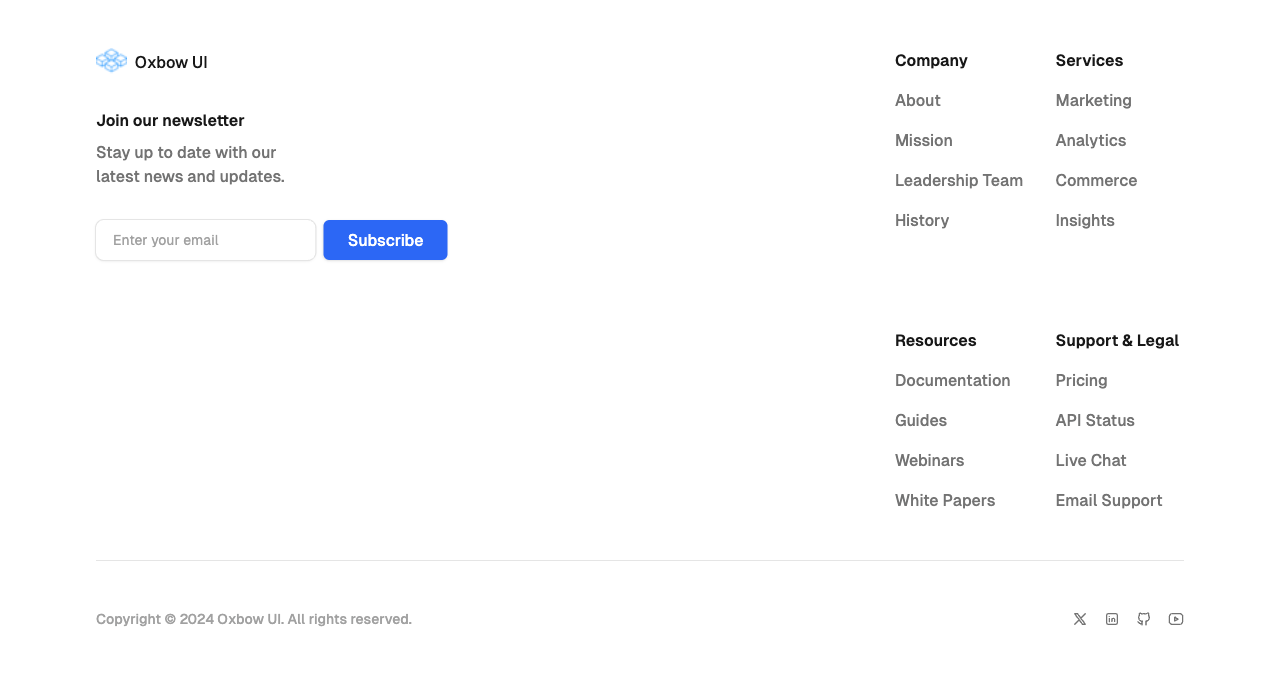 Oxbow UI
Join our newsletter
Stay up to date with our
latest news and updates.
Enter your email
Subscribe
Company
About
Mission
Leadership Team
History
Services
Marketing
Analytics
Commerce
Insights
Resources
Documentation
Guides
Webinars
White Papers
Support & Legal
Pricing
API Status
Live Chat
Email Support
Copyright © 2024 Oxbow UI. All rights reserved.